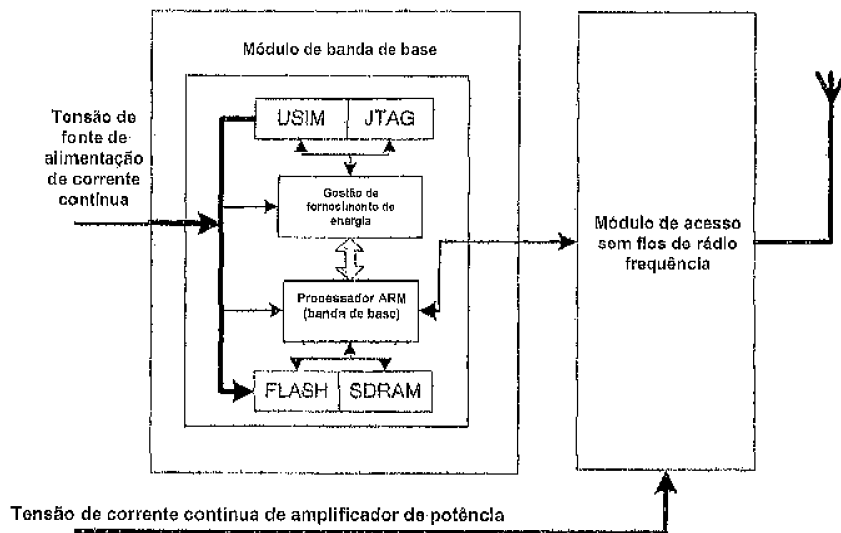 Módulo de banda de base
USIM JTAG
Tensão de
fonte de
alimentação
de corrente
contínua
Gestão de
fornecimento de
energia
Módulo de acesso
sem fios de rádio
frequência
Processador ARM
(banda de base)
FLASH SDRAM
Tensão de corrente contínua de amplificador de potência